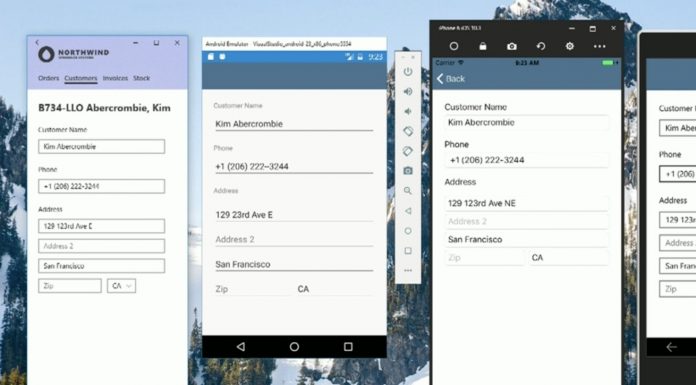 NORTHWIND
Orders Customers Invoices Stock
B734-LLO Abercrombie, Kim
Customer Name
Kim Abercrombie
Phone
+1 (206) 222-3244
Address
129 123rd Ave E
Address 2
San Francisco
Zip CA
Android Emulator - VisualStudio_android-23_x86_phone:5554
9:23
Customer Name
Kim Abercrombie
Phone
+1 (206) 222-3244
Address
129 23rd Ave E
Address 2
San Francisco
Zip CA
iPhone 6 iOS 10.3
Carrier 9:23 AM
Back
Customer Name
Kim Abercrombie
Phone
+1 (206) 222-3244
Address
129 123rd Ave NE
Address 2
San Francisco
Zip CA
Customer
Kim Aber
Phone
+1 (206)
Address
129 123r
Address
San Fran
Zip